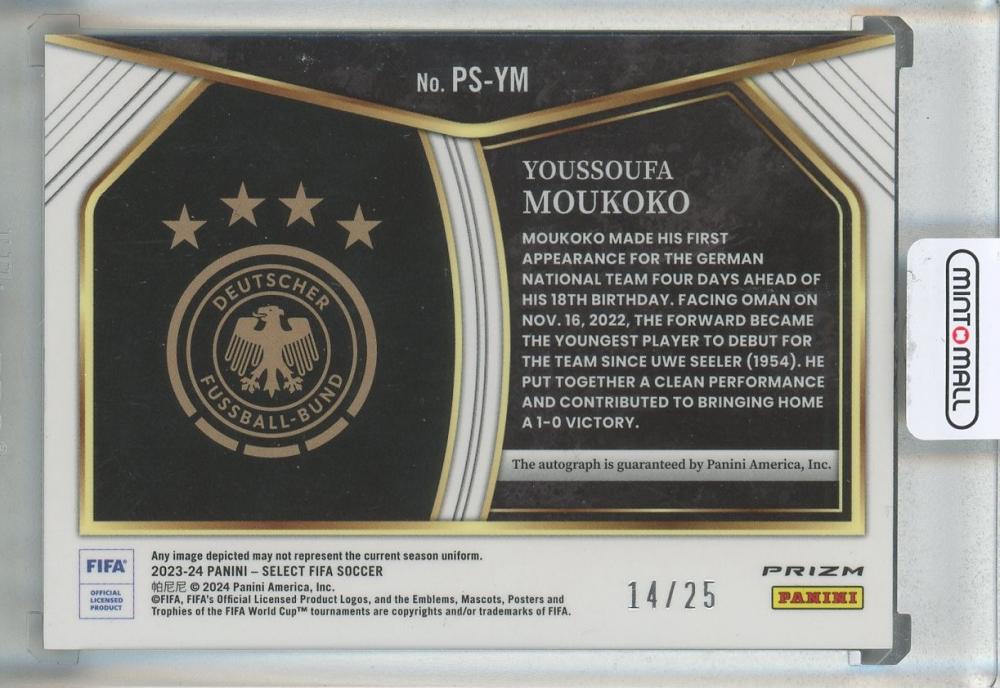 No. PS-YM
DEUTSCHER
FUSSBALL-BUND
YOUSSOUFA
MOUKOKO
MOUKOKO MADE HIS FIRST
APPEARANCE FOR THE GERMAN
NATIONAL TEAM FOUR DAYS AHEAD OF
HIS 18TH BIRTHDAY. FACING OMAN ON
NOV. 16, 2022, THE FORWARD BECAME
THE YOUNGEST PLAYER TO DEBUT FOR
THE TEAM SINCE UWE SEELER (1954). HE
PUT TOGETHER A CLEAN PERFORMANCE
AND CONTRIBUTED TO BRINGING HOME
A 1-0 VICTORY.
The autograph is guaranteed by Panini America, Inc.
MINT MALL
FIFA
OFFICIAL
LICENSED
PRODUCT
Any image depicted may not represent the current season uniform.
2023-24 PANINI – SELECT FIFA SOCCER
帕尼尼 © 2024 Panini America, Inc.
©FIFA, FIFA's Official Licensed Product Logos, and the Emblems, Mascots, Posters and
Trophies of the FIFA World Cup™ tournaments are copyrights and/or trademarks of FIFA.
14/25
PRIZM
PANINI